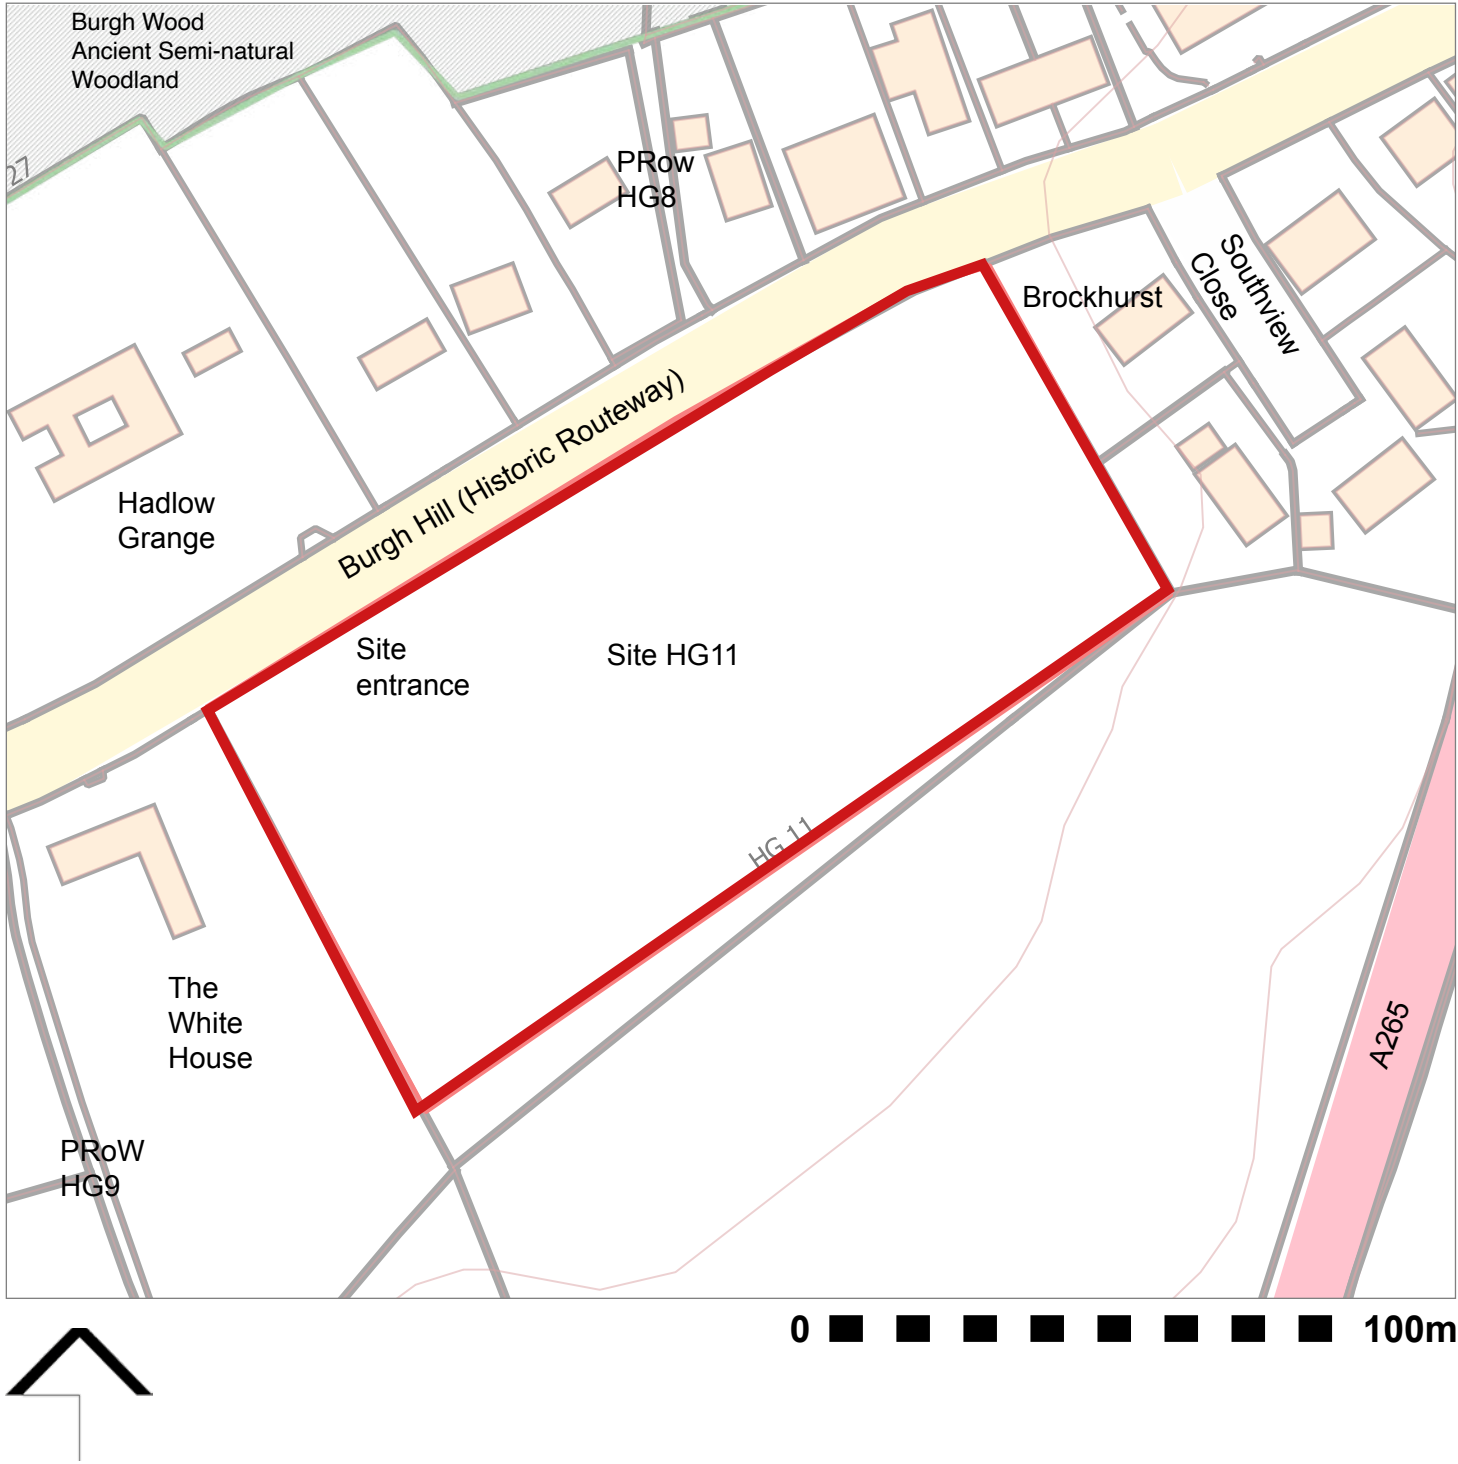 Burgh Wood
Ancient Semi-natural
Woodland
27
PRow
HG8
Southview
Close
Brockhurst
Burgh Hill (Historic Routeway)
Hadlow
Grange
Site
entrance
Site HG11
HG 11
The
White
House
A265
PRoW
HG9
0
100m